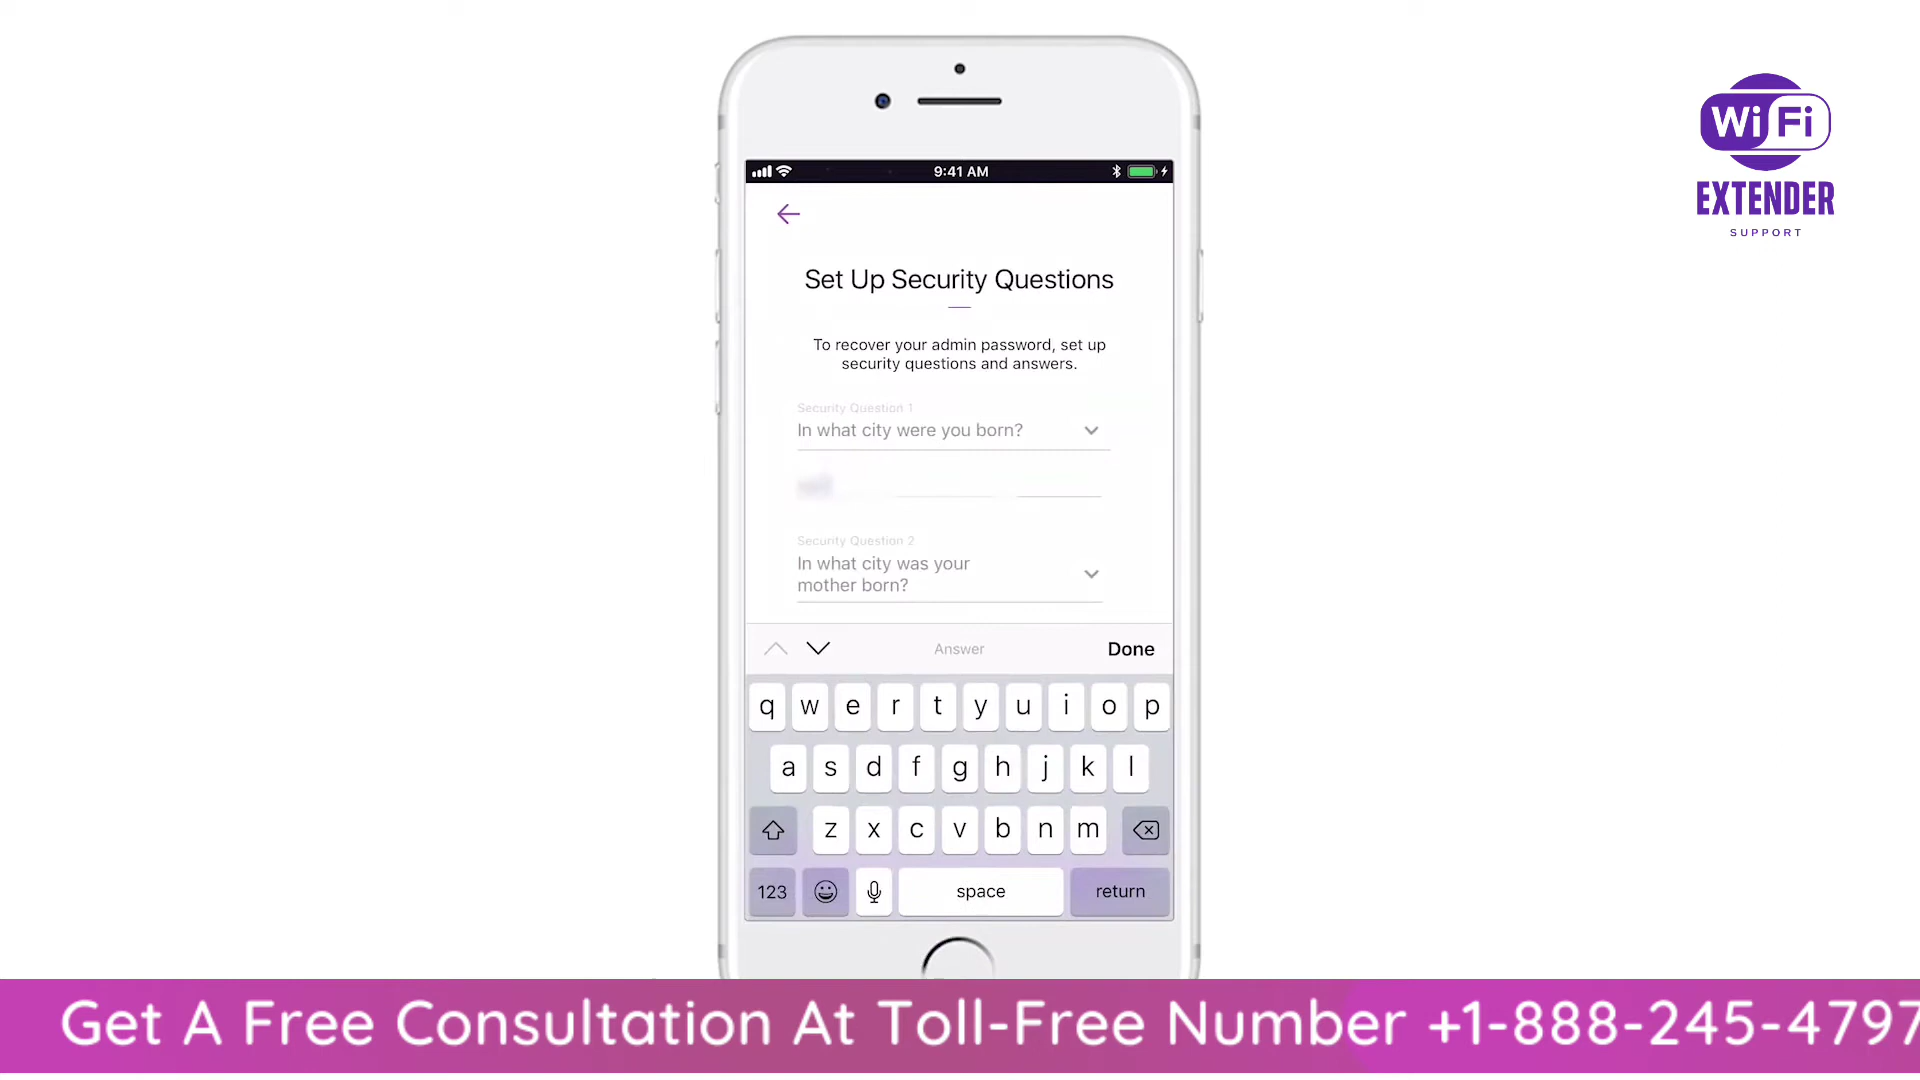 9:41 AM
Wi Fi
EXTENDER
SUPPORT
Set Up Security Questions
To recover your admin password, set up
security questions and answers.
Security Question 1
In what city were you born?
Security Question 2
In what city was your
mother born?
Answer
Done
q w e r t y u i o p
a s d f g h j k l
z x c v b n m
123
space
return
Get A Free Consultation At Toll-Free Number +1-888-245-4797